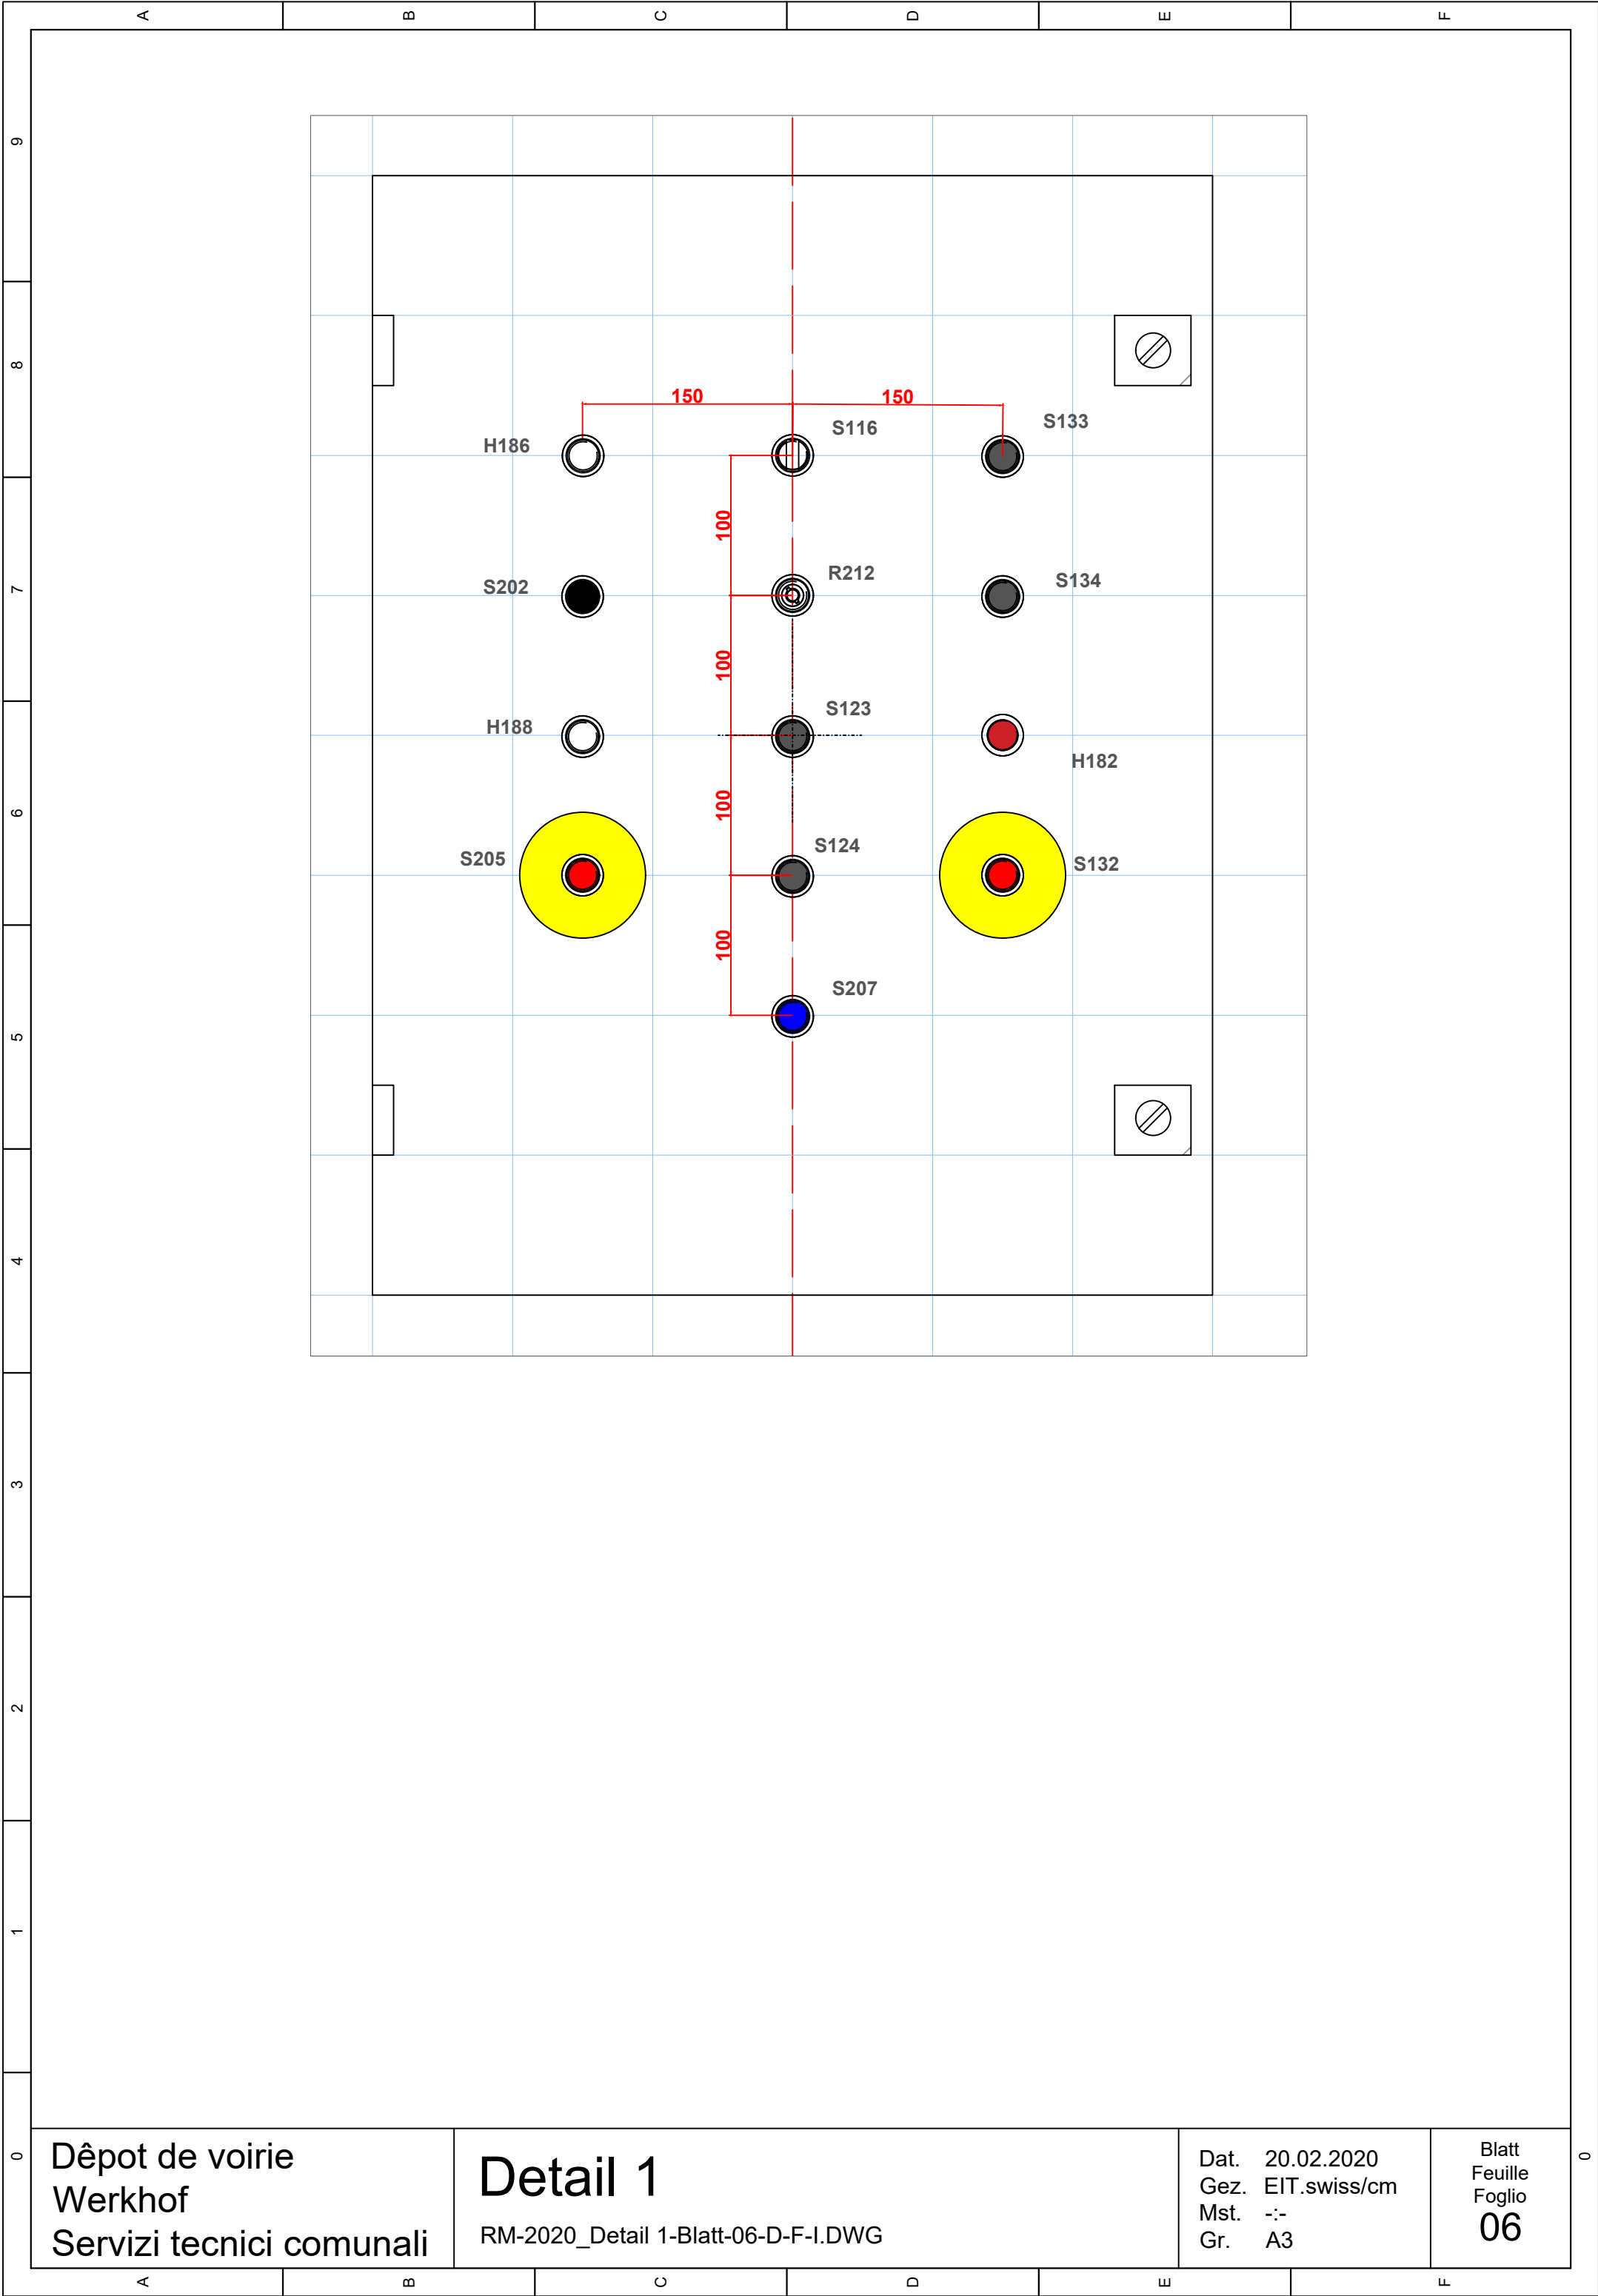 A B C D E F
9
8
150 150
S133
S116
H186
100
7
R212
S134
S202
100
S123
H188
H182
6
100
S124
S205
S132
100
S207
5
4
3
2
1
0
Dêpot de voirie
Werkhof
Servizi tecnici comunali
Detail 1
RM-2020_Detail 1-Blatt-06-D-F-I.DWG
Dat. 20.02.2020
Gez. EIT.swiss/cm
Mst. -:-
Gr. A3
Blatt
Feuille
Foglio
06
0
A B C D E F